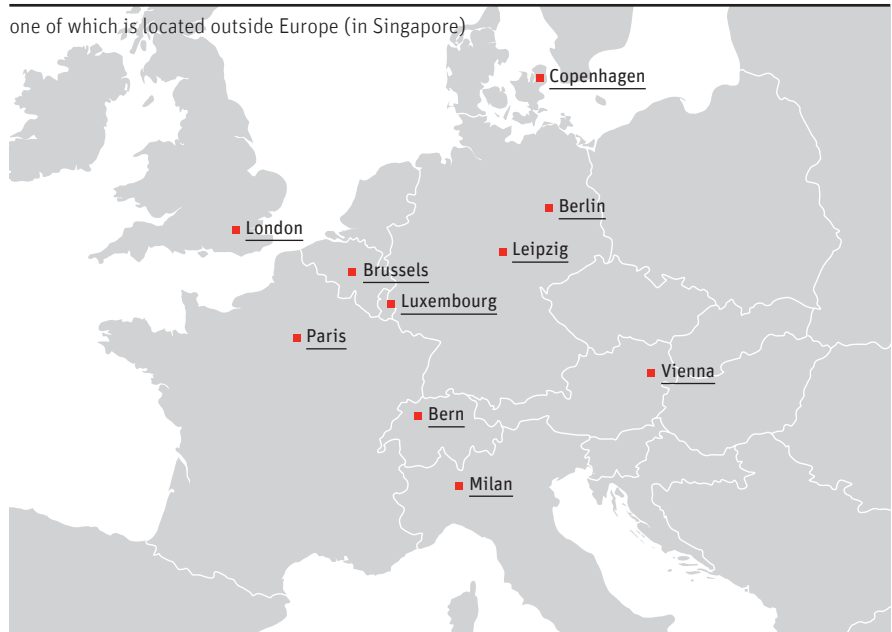 one of which is located outside Europe (in Singapore)
Copenhagen
Berlin
London
Leipzig
Brussels
Luxembourg
Paris
Vienna
Bern
Milan